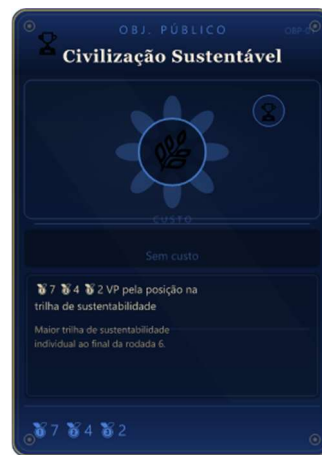 OBJ. PÚBLICO
Civilização Sustentável
CUSTO
Sem custo
7 4 2 VP pela posição na
trilha de sustentabilidade
Maior trilha de sustentabilidade
individual ao final da rodada 6.
7 4 2